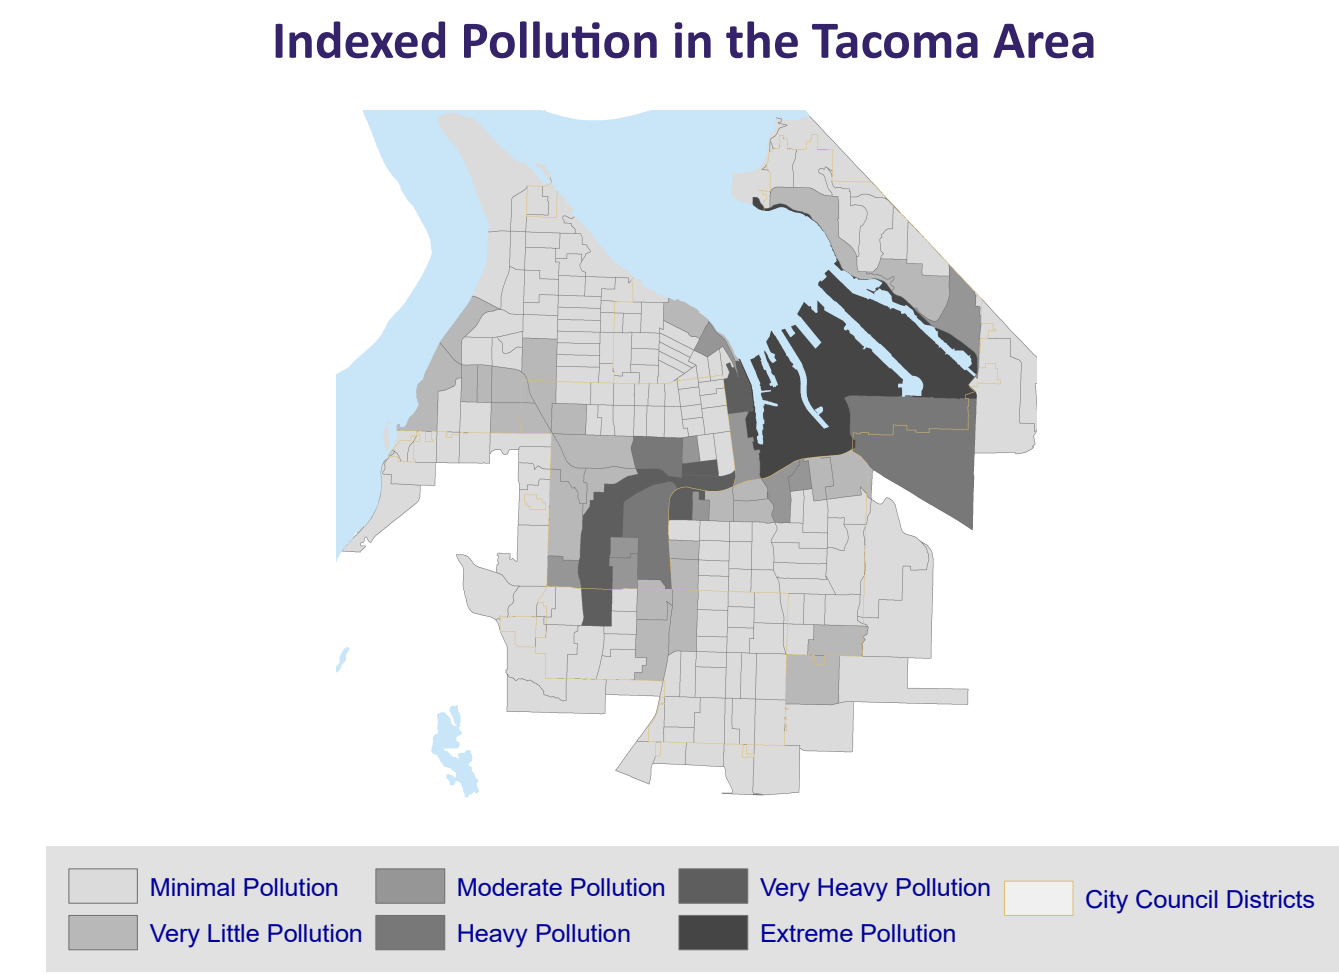 Indexed Pollution in the Tacoma Area
Minimal Pollution
Moderate Pollution
Very Heavy Pollution
City Council Districts
Very Little Pollution
Heavy Pollution
Extreme Pollution